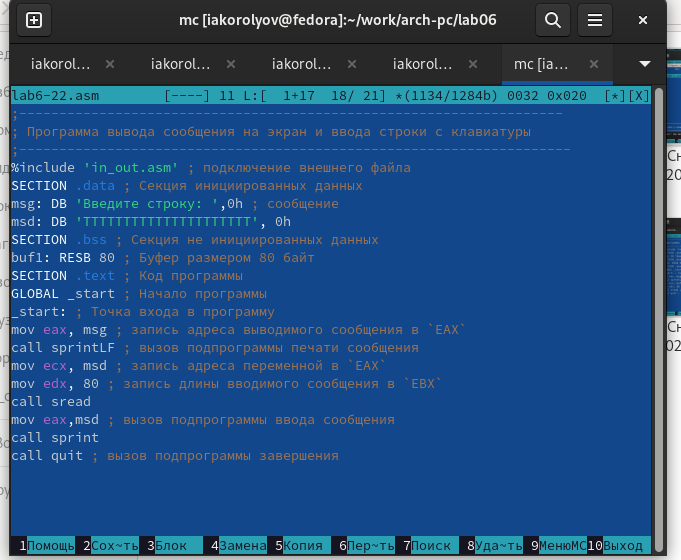 mc [iakorolyov@fedora]:~/work/arch-pc/lab06
iakorol... × iakorol... × iakorol... × iakorol... × mc [ia... ×
lab6-22.asm [----] 11 L:[ 1+17 18/ 21] *(1134/1284b) 0032 0x020 [*][X]
;--------------------------------------------------------------------
; Программа вывода сообщения на экран и ввода строки с клавиатуры
;---------------------------------------------------------------------
%include 'in_out.asm' ; подключение внешнего файла
SECTION .data ; Секция инициированных данных
msg: DB 'Введите строку: ',0h ; сообщение
msd: DB 'TTTTTTTTTTTTTTTTTTTTT', 0h
SECTION .bss ; Секция не инициированных данных
buf1: RESB 80 ; Буфер размером 80 байт
SECTION .text ; Код программы
GLOBAL _start ; Начало программы
_start: ; Точка входа в программу
mov eax, msg ; запись адреса выводимого сообщения в `EAX`
call sprintLF ; вызов подпрограммы печати сообщения
mov ecx, msd ; запись адреса переменной в `EAX`
mov edx, 80 ; запись длины вводимого сообщения в `EBX`
call sread
mov eax,msd ; вызов подпрограммы ввода сообщения
call sprint
call quit ; вызов подпрограммы завершения
1Помощь 2Сох~ть 3Блок 4Замена 5Копия 6Пер~ть 7Поиск 8Уда~ть 9МенюMC 10Выход